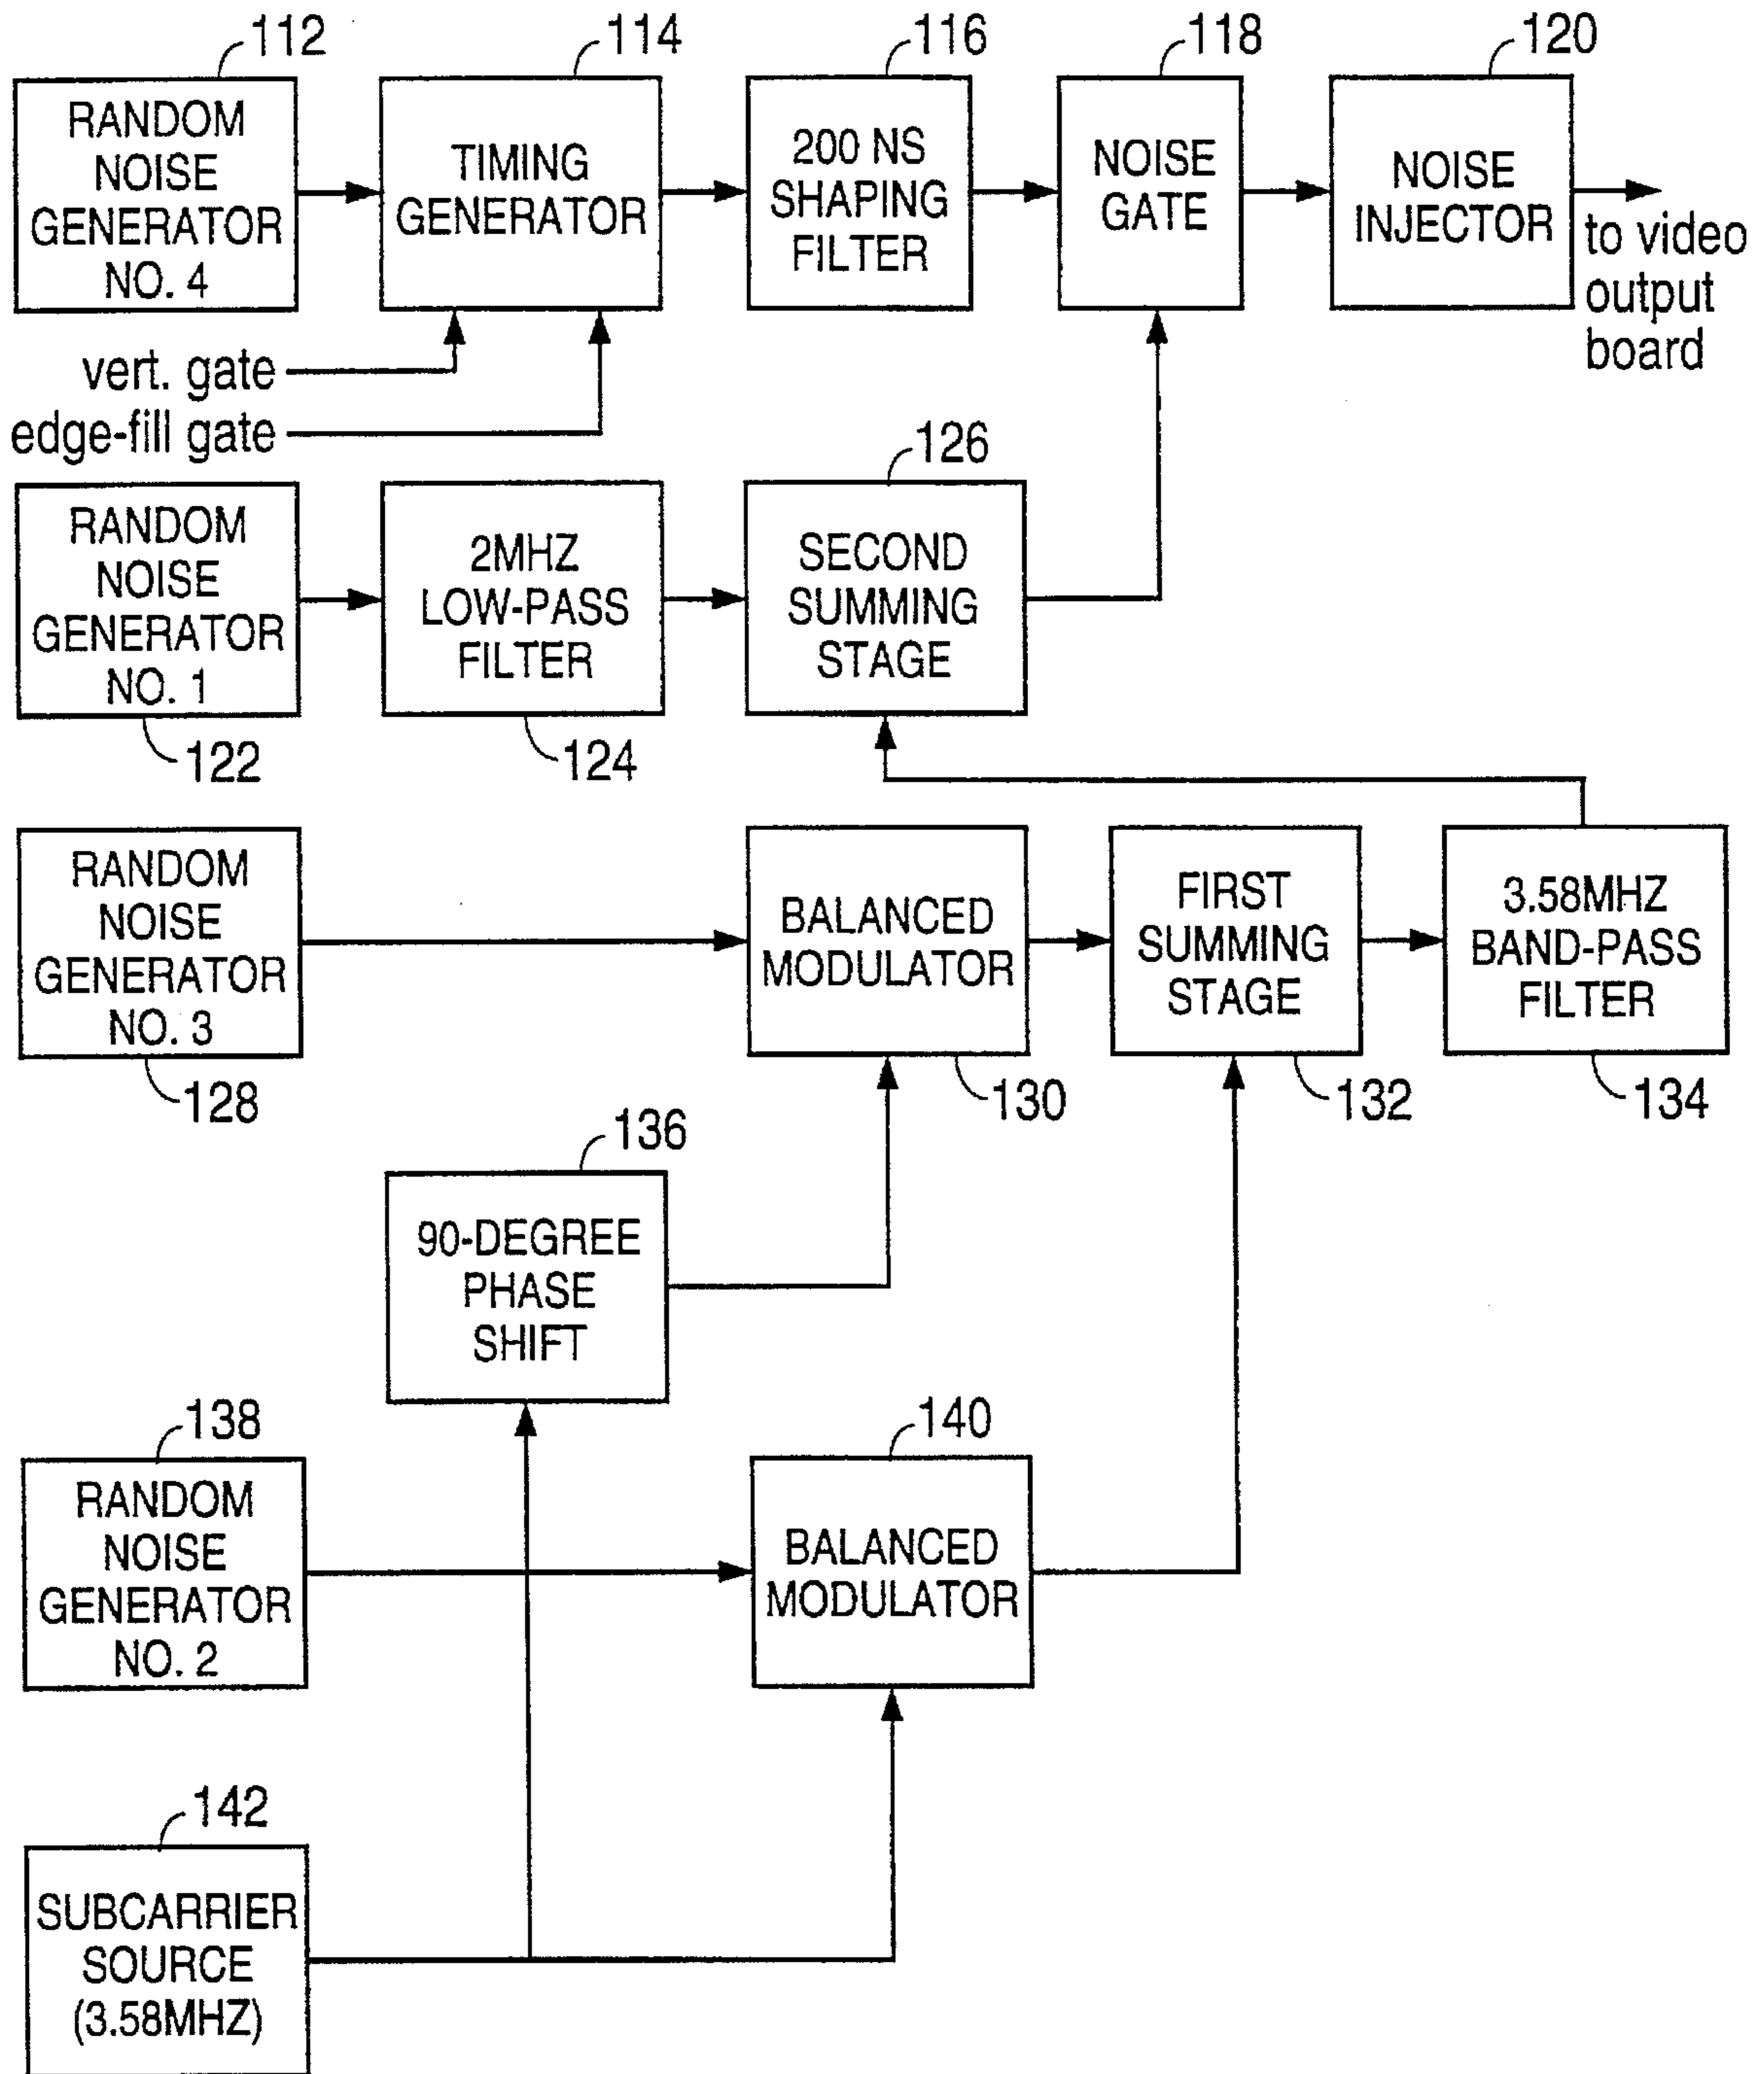 112
114
116
118
120
RANDOM
NOISE
GENERATOR
NO. 4
TIMING
GENERATOR
200 NS
SHAPING
FILTER
NOISE
GATE
NOISE
INJECTOR
to video
output
board
vert. gate
edge-fill gate
126
RANDOM
NOISE
GENERATOR
NO. 1
2MHZ
LOW-PASS
FILTER
SECOND
SUMMING
STAGE
122
124
RANDOM
NOISE
GENERATOR
NO. 3
BALANCED
MODULATOR
FIRST
SUMMING
STAGE
3.58MHZ
BAND-PASS
FILTER
128
130
132
134
136
90-DEGREE
PHASE
SHIFT
138
140
RANDOM
NOISE
GENERATOR
NO. 2
BALANCED
MODULATOR
142
SUBCARRIER
SOURCE
(3.58MHZ)